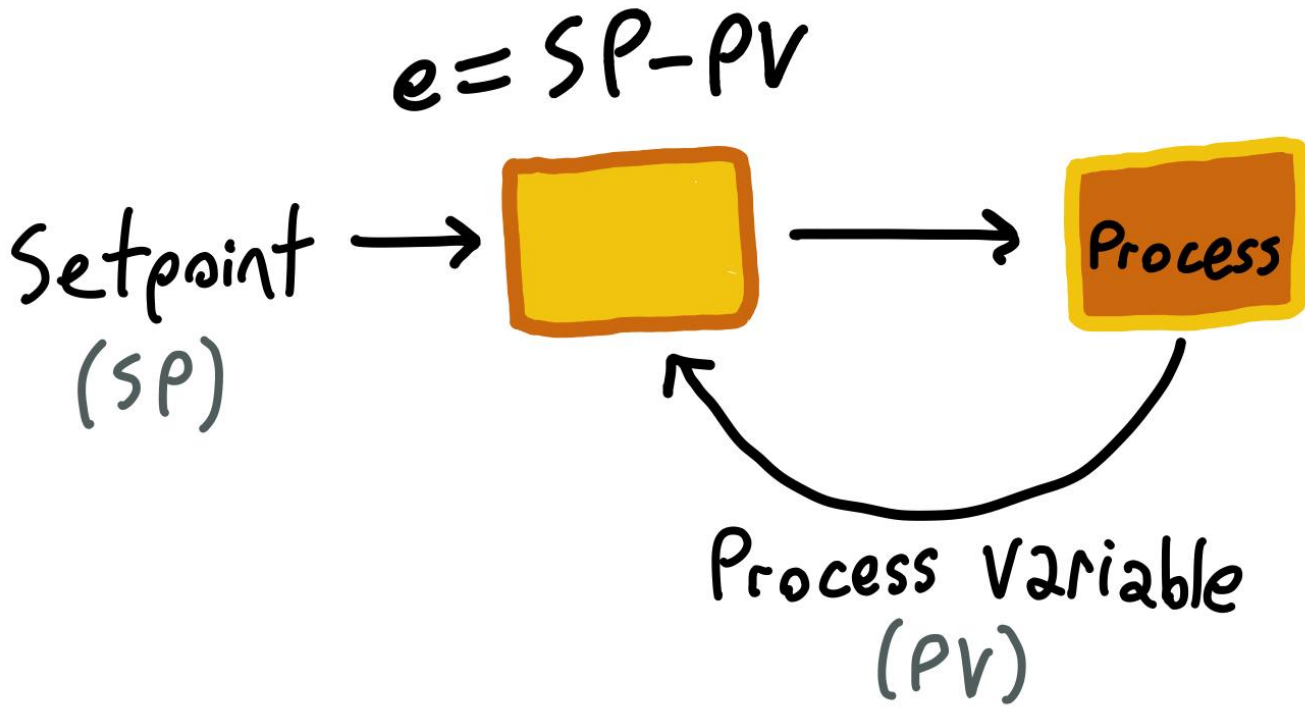 e = SP-PV
Setpoint
(SP)
Process
Process Variable
(PV)